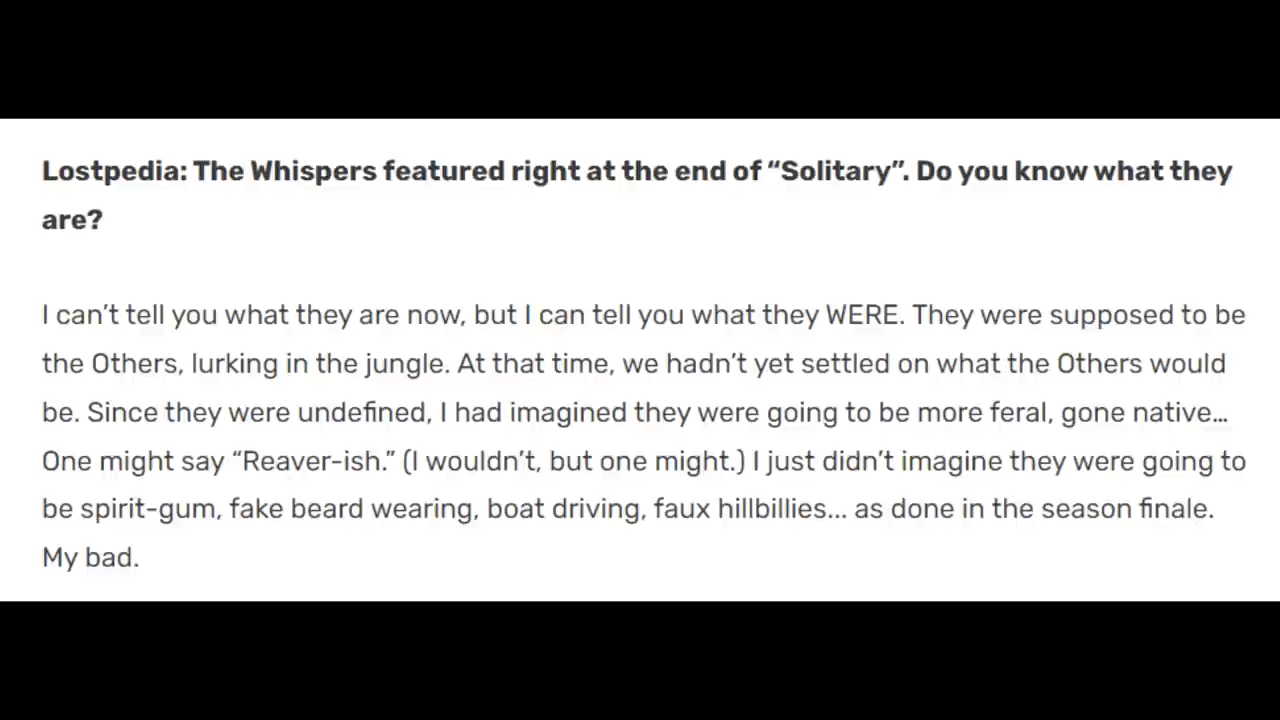 Lostpedia: The Whispers featured right at the end of “Solitary”. Do you know what they
are?
I can’t tell you what they are now, but I can tell you what they WERE. They were supposed to be
the Others, lurking in the jungle. At that time, we hadn’t yet settled on what the Others would
be. Since they were undefined, I had imagined they were going to be more feral, gone native…
One might say “Reaver-ish.” (I wouldn’t, but one might.) I just didn’t imagine they were going to
be spirit-gum, fake beard wearing, boat driving, faux hillbillies... as done in the season finale.
My bad.